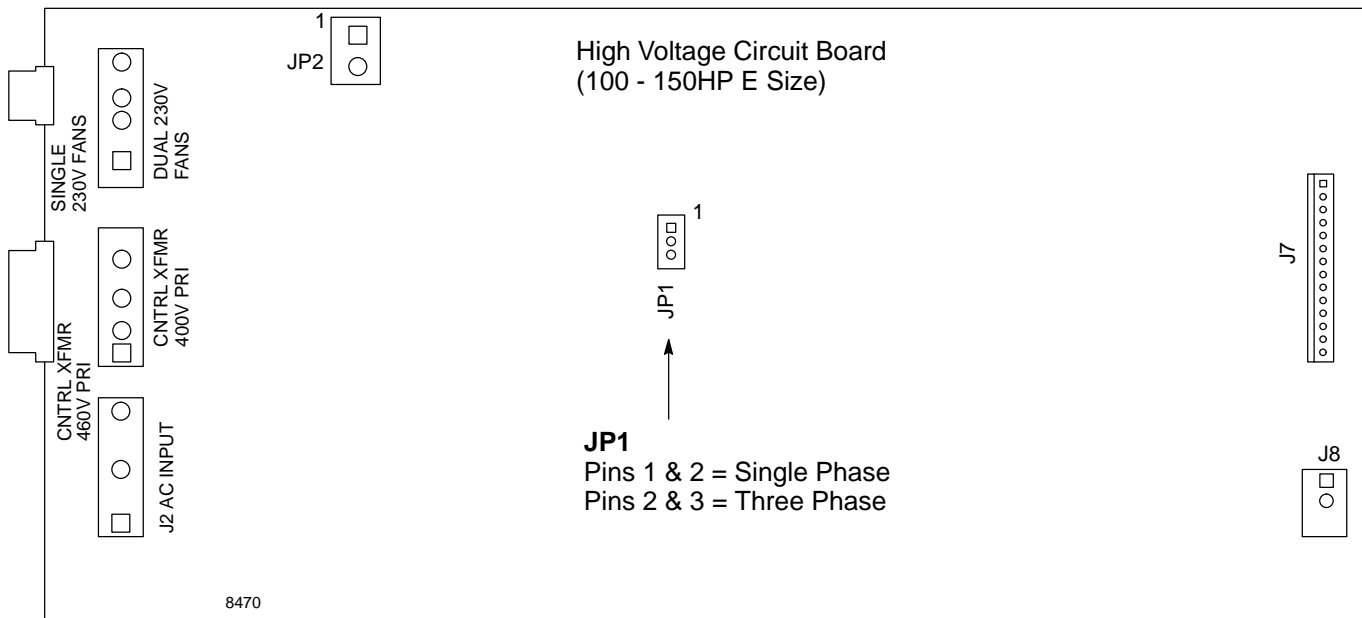 1
JP2
High Voltage Circuit Board
(100 - 150HP E Size)
SINGLE
230V FANS
DUAL 230V
FANS
1
JP1
J7
CNTRL XFMR
460V PRI
CNTRL XFMR
400V PRI
J2 AC INPUT
JP1
Pins 1 & 2 = Single Phase
Pins 2 & 3 = Three Phase
J8
8470